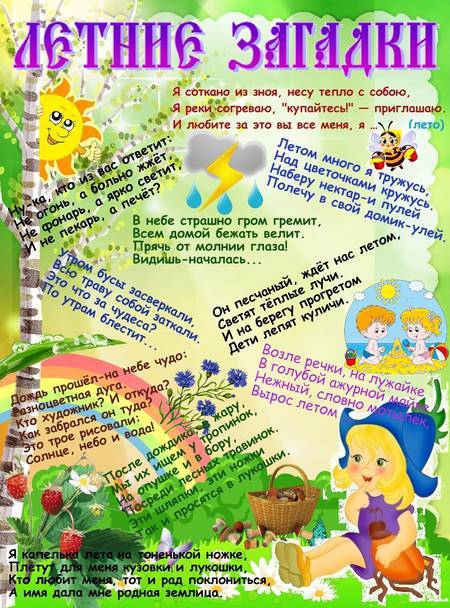 ЛЕТНИЕ ЗАГАДКИ
Я соткано из зноя, несу тепло с собою,
Я реки согреваю, "купайтесь!" — приглашаю.
И любите за это вы все меня, я ... (лето)
Ну-ка, кто из вас ответит:
Не огонь, а больно жжёт,
Не фонарь, а ярко светит,
И не пекарь, а печёт?
Летом много я тружусь,
Над цветочками кружусь.
Наберу нектар-и пулей
Полечу в свой домик-улей.
В небе страшно гром гремит,
Всем домой бежать велит.
Прячь от молнии глаза!
Видишь-началась...
Утром бусы засверкали,
Всю траву собой заткали.
Это что за чудеса?
По утрам блестит..
Он песчаный, ждёт нас летом,
Светят тёплые лучи.
И на берегу прогретом
Дети лепят куличи.
Возле речки, на лужайке
В голубой ажурной майке
Нежный, словно мотылёк,
Вырос летом
Дождь прошёл-на небе чудо:
Разноцветная дуга.
Кто художник? И откуда?
Как забрался он туда?
Это трое рисовали:
Солнце, небо и вода!
После дождика, в жару
Мы их ищем у тропинок,
На опушке и в бору,
Посреди лесных травинок.
Эти шляпки, эти ножки
Так и просятся в лукошки.
Я капелька лета на тоненькой ножке,
Плетут для меня кузовки и лукошки,
Кто любит меня, тот и рад поклониться,
А имя дала мне родная землица.